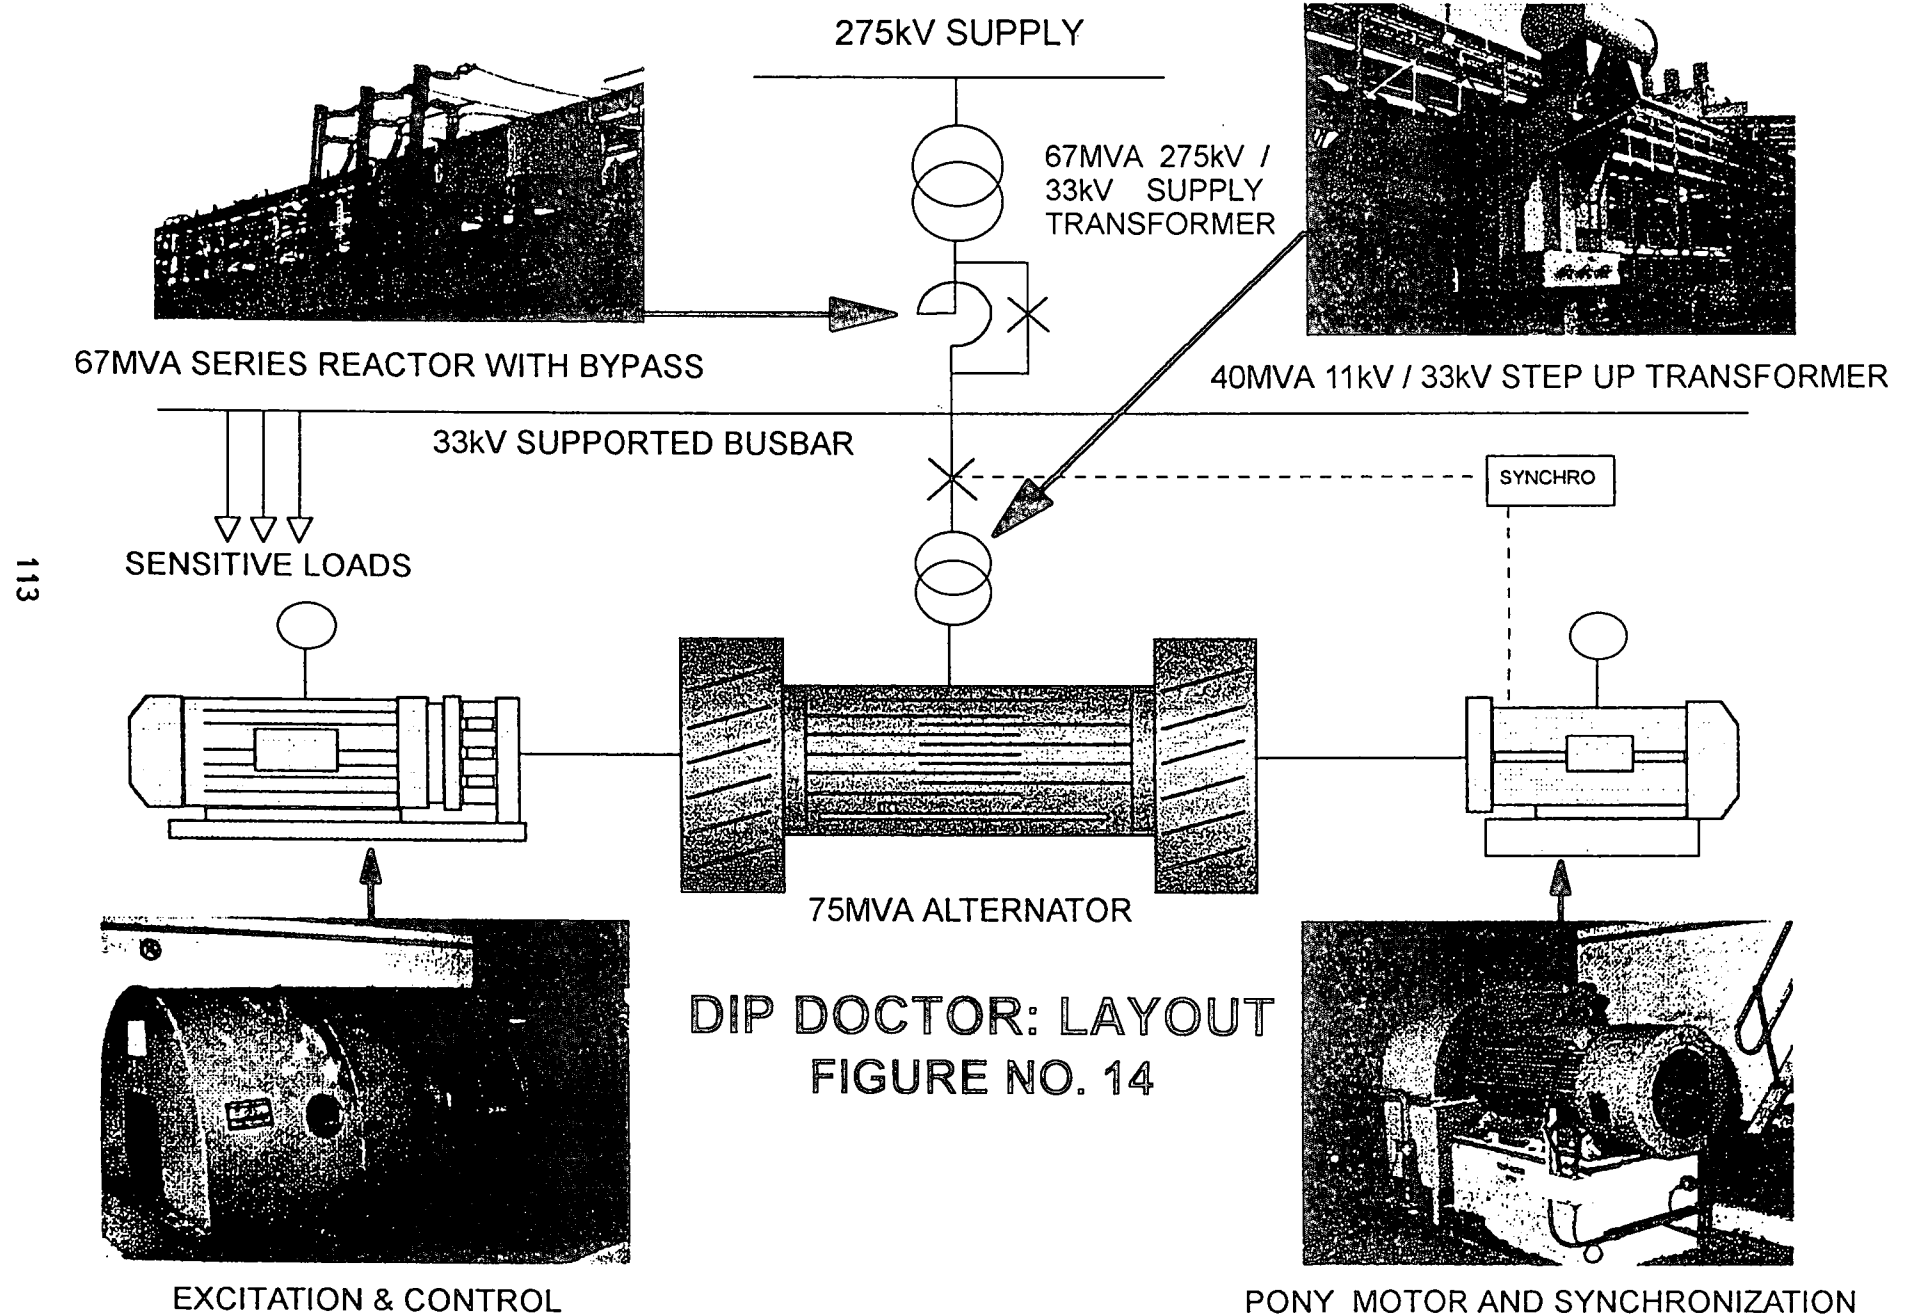 275kV SUPPLY
67MVA 275kV /
33kV SUPPLY
TRANSFORMER
67MVA SERIES REACTOR WITH BYPASS
40MVA 11kV / 33kV STEP UP TRANSFORMER
33kV SUPPORTED BUSBAR
SYNCHRO
SENSITIVE LOADS
113
75MVA ALTERNATOR
DIP DOCTOR: LAYOUT
FIGURE NO. 14
EXCITATION & CONTROL
PONY MOTOR AND SYNCHRONIZATION